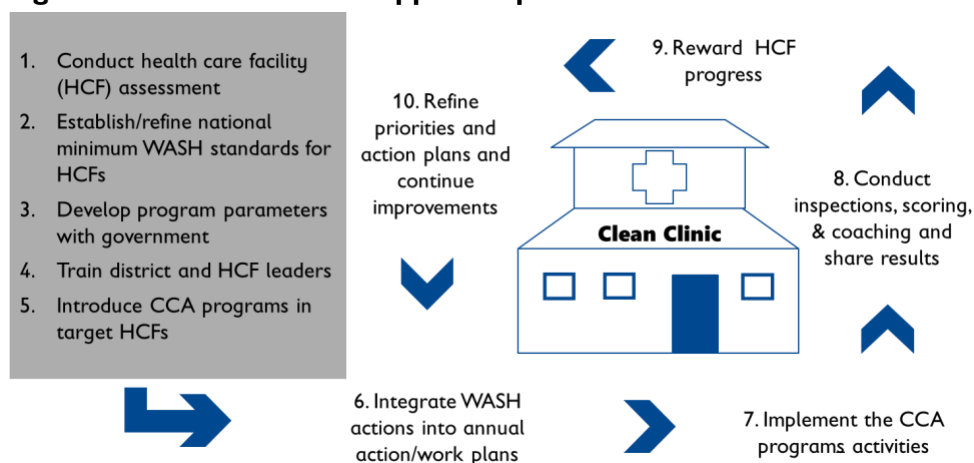 1. Conduct health care facility
(HCF) assessment
2. Establish/refine national
minimum WASH standards for
HCFs
3. Develop program parameters
with government
4. Train district and HCF leaders
5. Introduce CCA programs in
target HCFs
6. Integrate WASH
actions into annual
action/work plans
7. Implement the CCA
programs activities
8. Conduct
inspections, scoring,
& coaching and
share results
9. Reward HCF
progress
10. Refine
priorities and
action plans and
continue
improvements
Clean Clinic